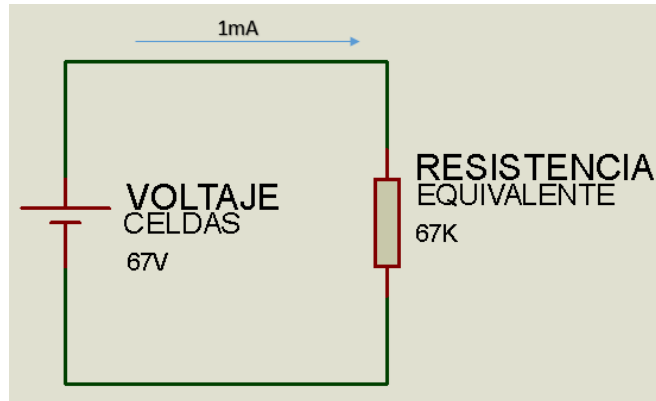 1mA
VOLTAJE
CELDAS
67V
RESISTENCIA
EQUIVALENTE
67K